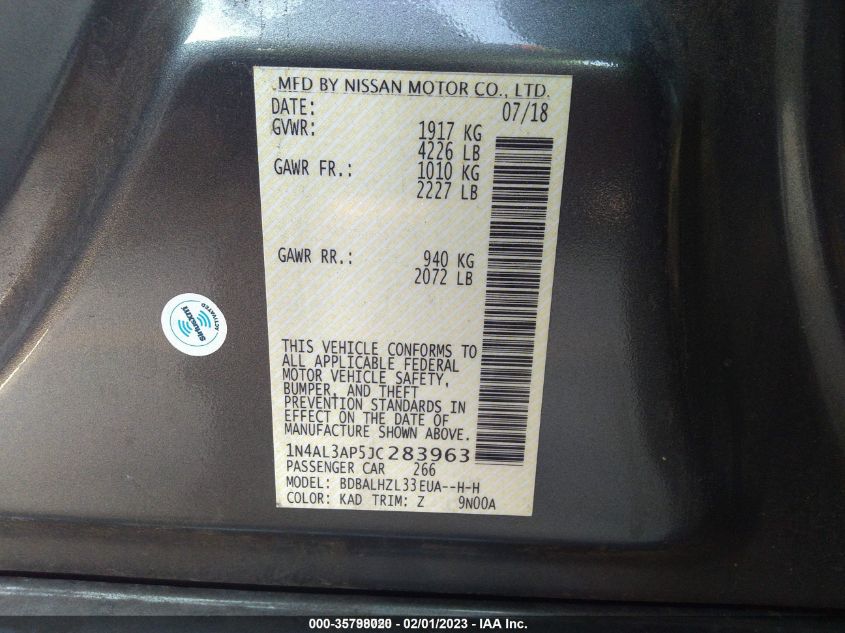 MFD BY NISSAN MOTOR CO., LTD.
DATE: 07/18
GVWR: 1917 KG
4226 LB
GAWR FR.: 1010 KG
2227 LB
GAWR RR.: 940 KG
2072 LB
THIS VEHICLE CONFORMS TO
ALL APPLICABLE FEDERAL
MOTOR VEHICLE SAFETY,
BUMPER, AND THEFT
PREVENTION STANDARDS IN
EFFECT ON THE DATE OF
MANUFACTURE SHOWN ABOVE.
1N4AL3AP5JC283963
PASSENGER CAR 266
MODEL: BDBALHZL33EUA--H-H
COLOR: KAD TRIM: Z 9N00A
ACTIVATED
siriusxm
000-35798020 - 02/01/2023 - IAA Inc.